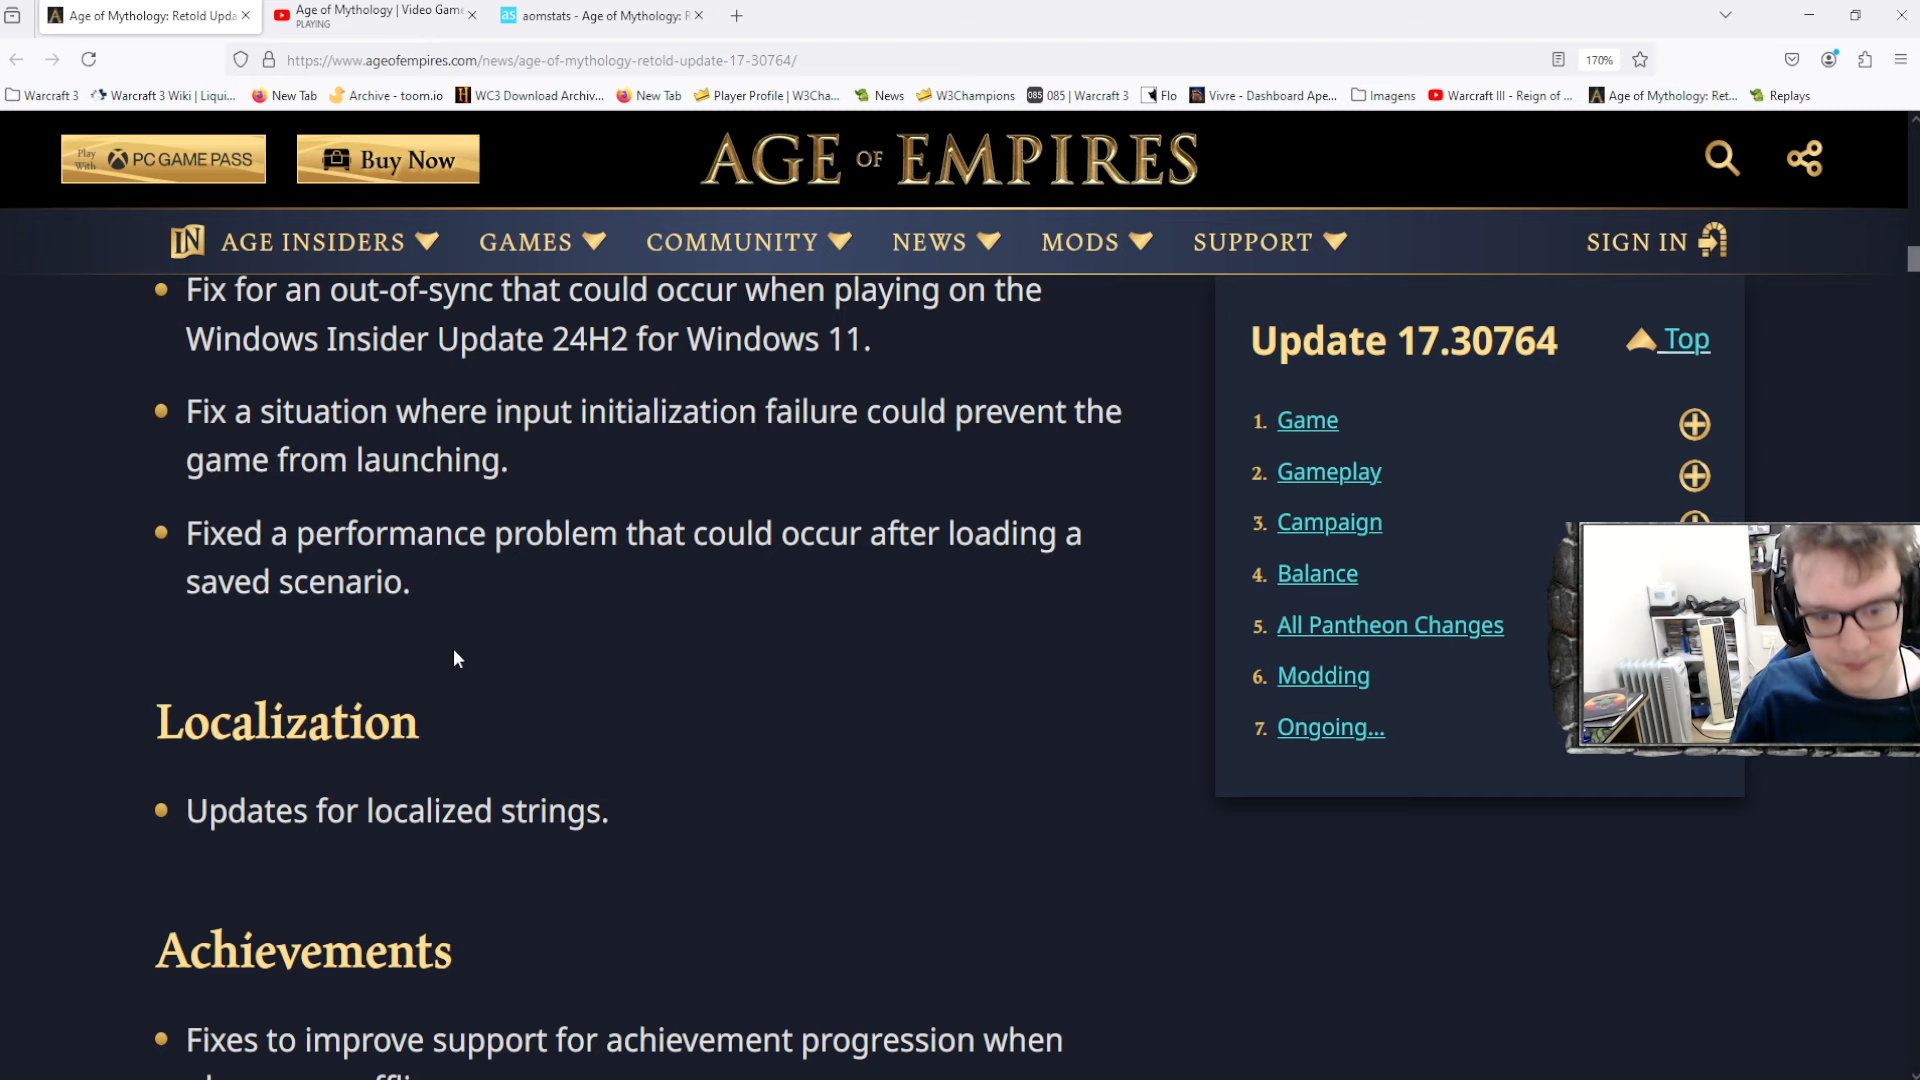 Age of Mythology: Retold Upda
Age of Mythology | Video Game
PLAYING
as
aomstats - Age of Mythology: R
https://www.ageofempires.com/news/age-of-mythology-retold-update-17-30764/
170%
Warcraft 3
Warcraft 3 Wiki | Liqui...
New Tab
Archive - toom.io
WC3 Download Archiv...
New Tab
Player Profile | W3Cha...
News
W3Champions
085
085 | Warcraft 3
Flo
Vivre - Dashboard Ape...
Imagens
Warcraft III - Reign of ...
Age of Mythology: Ret...
Replays
Play With PC GAME PASS
Buy Now
AGE OF EMPIRES
IN AGE INSIDERS
GAMES
COMMUNITY
NEWS
MODS
SUPPORT
SIGN IN
Fix for an out-of-sync that could occur when playing on the
Windows Insider Update 24H2 for Windows 11.
Fix a situation where input initialization failure could prevent the
game from launching.
Fixed a performance problem that could occur after loading a
saved scenario.
Localization
Updates for localized strings.
Achievements
Fixes to improve support for achievement progression when
Update 17.30764
Top
1. Game
2. Gameplay
3. Campaign
4. Balance
5. All Pantheon Changes
6. Modding
7. Ongoing...